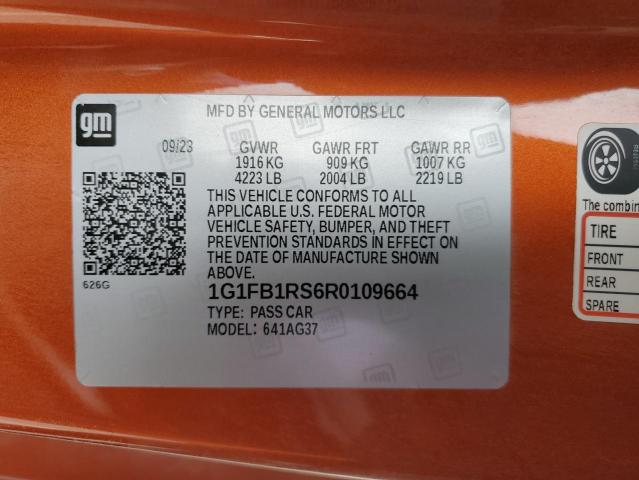 gm
MFD BY GENERAL MOTORS LLC
09/23 GVWR GAWR FRT GAWR RR
1916 KG 909 KG 1007 KG
4223 LB 2004 LB 2219 LB
THIS VEHICLE CONFORMS TO ALL
APPLICABLE U.S. FEDERAL MOTOR
VEHICLE SAFETY, BUMPER, AND THEFT
PREVENTION STANDARDS IN EFFECT ON
THE DATE OF MANUFACTURE SHOWN
ABOVE.
626G
1G1FB1RS6R0109664
TYPE: PASS CAR
MODEL: 641AG37
The combin
TIRE
FRONT
REAR
SPARE